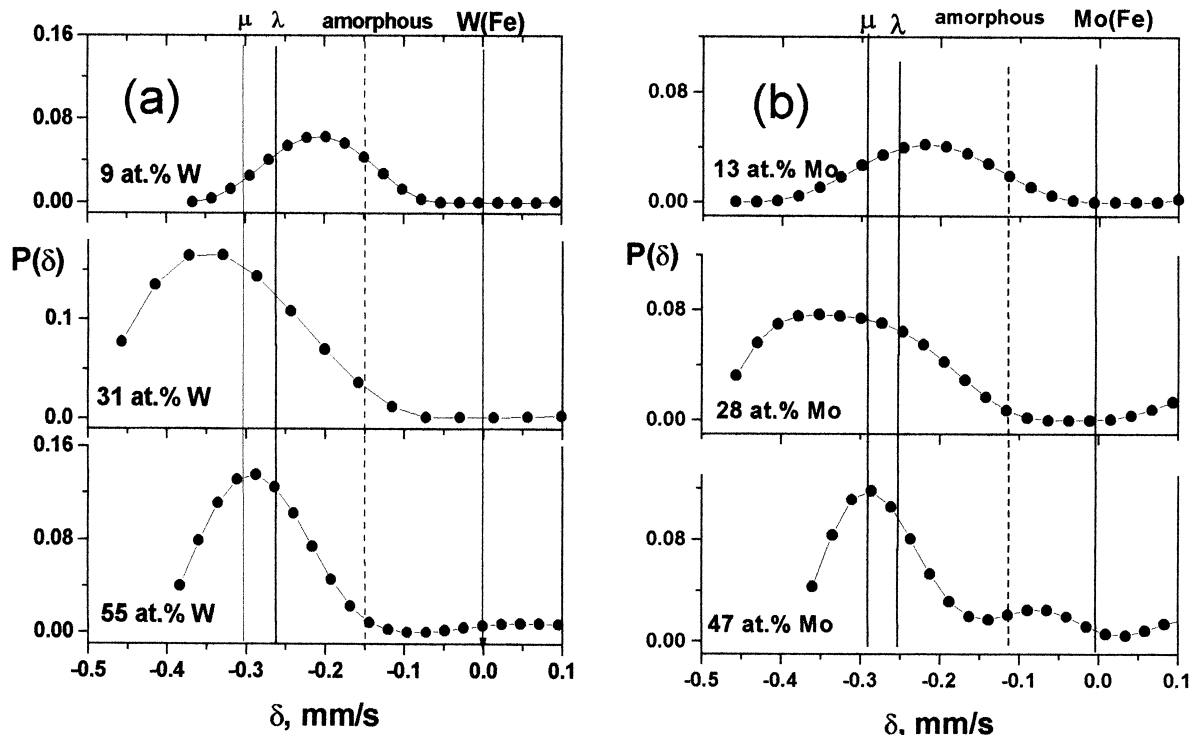 μ λ amorphous W(Fe)
0.16
(a)
0.08
9 at.% W
0.00
P(δ)
0.1
31 at.% W
0.0
0.16
0.08
55 at.% W
0.00
-0.5 -0.4 -0.3 -0.2 -0.1 0.0 0.1
δ, mm/s
μ λ amorphous Mo(Fe)
0.08
(b)
13 at.% Mo
0.00
P(δ)
0.08
28 at.% Mo
0.00
0.08
47 at.% Mo
0.00
-0.5 -0.4 -0.3 -0.2 -0.1 0.0 0.1
δ, mm/s